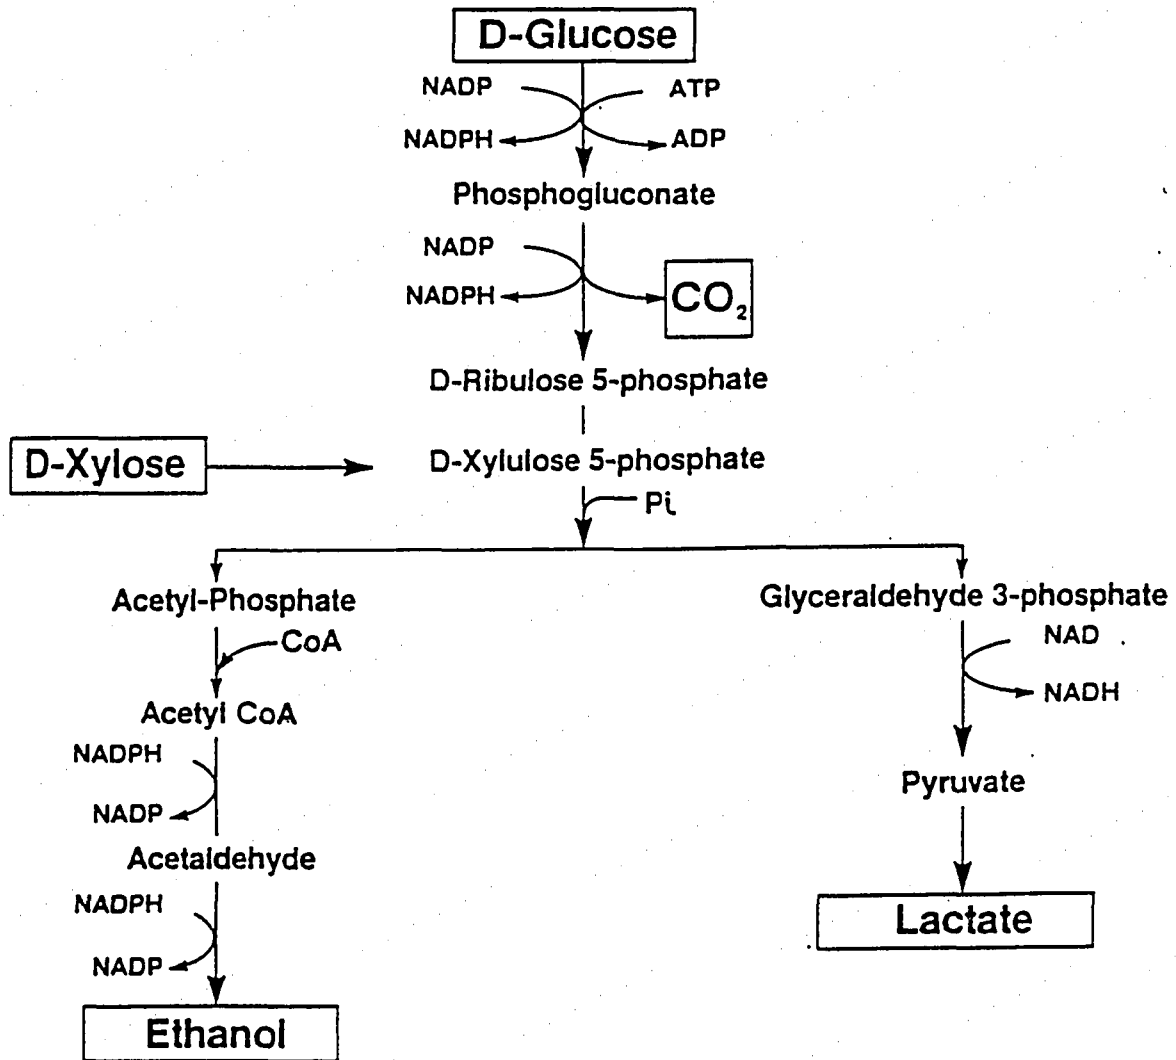 D-Glucose
NADP
ATP
NADPH
ADP
Phosphogluconate
NADP
NADPH
CO₂
D-Ribulose 5-phosphate
D-Xylose
D-Xylulose 5-phosphate
Pi
Acetyl-Phosphate
Glyceraldehyde 3-phosphate
CoA
NAD
NADH
Acetyl CoA
NADPH
NADP
Pyruvate
Acetaldehyde
NADPH
NADP
Lactate
Ethanol